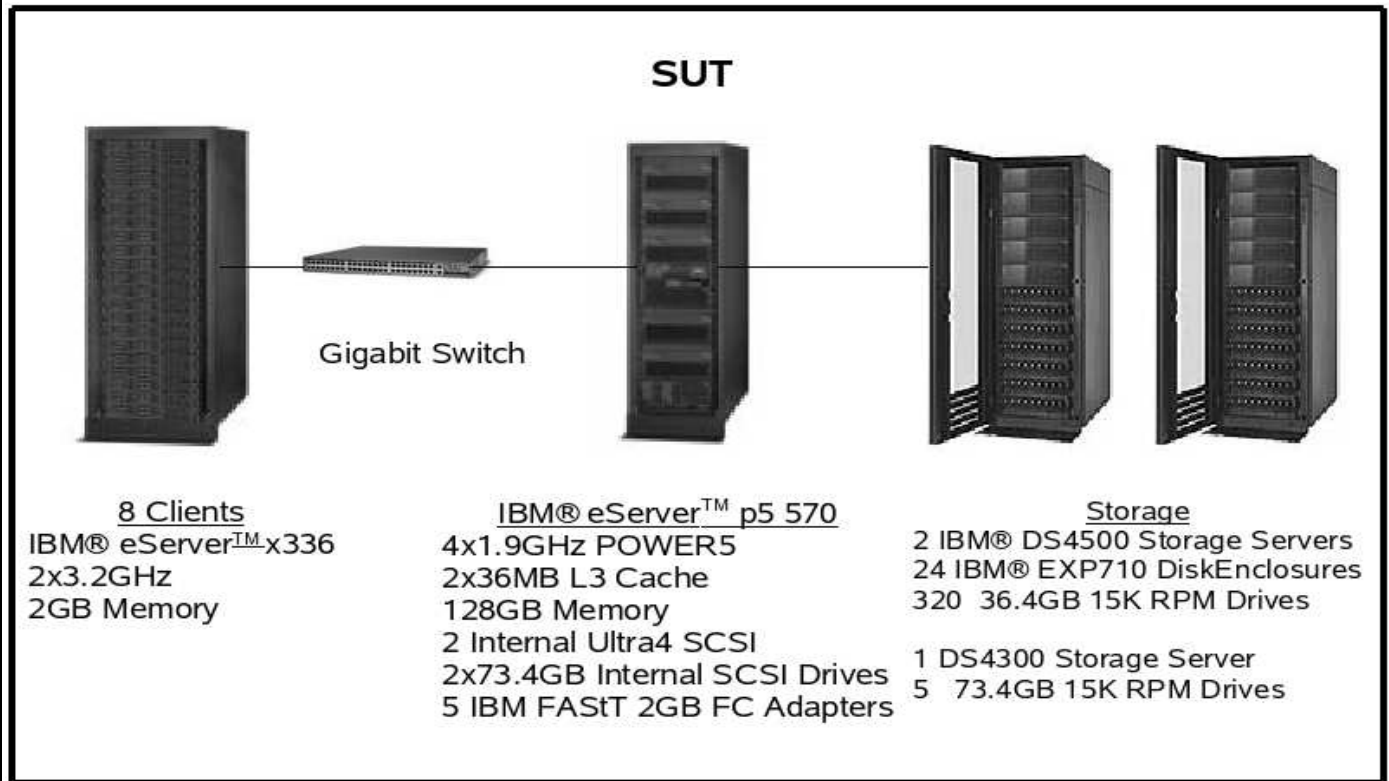 SUT
Gigabit Switch
8 Clients
IBM® eServer™ x336
2x3.2GHz
2GB Memory
IBM® eServer™ p5 570
4x1.9GHz POWER5
2x36MB L3 Cache
128GB Memory
2 Internal Ultra4 SCSI
2x73.4GB Internal SCSI Drives
5 IBM FAStT 2GB FC Adapters
Storage
2 IBM® DS4500 Storage Servers
24 IBM® EXP710 DiskEnclosures
320 36.4GB 15K RPM Drives
1 DS4300 Storage Server
5 73.4GB 15K RPM Drives